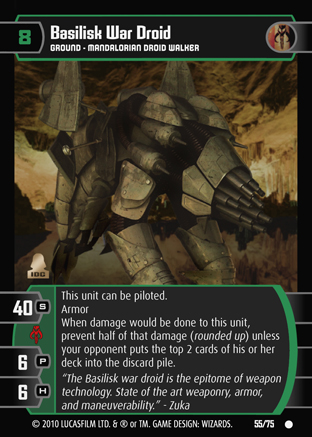 8 Basilisk War Droid
GROUND - MANDALORIAN DROID WALKER
IDC
40 S
6 P
6 H
This unit can be piloted.
Armor
When damage would be done to this unit,
prevent half of that damage (rounded up) unless
your opponent puts the top 2 cards of his or her
deck into the discard pile.
“The Basilisk war droid is the epitome of weapon
technology. State of the art weaponry, armor,
and maneuverability.” - Zuka
© 2010 LUCASFILM LTD. & ® or TM. GAME DESIGN: WIZARDS. 55/75